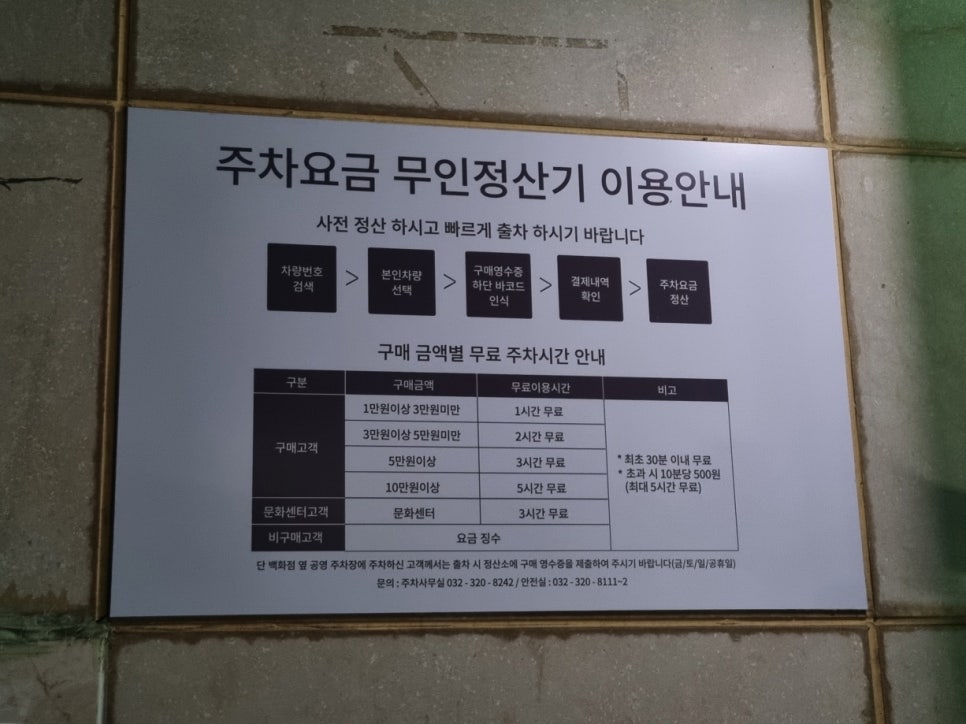 주차요금 무인정산기 이용안내
사전 정산 하시고 빠르게 출차 하시기 바랍니다
차량번호
검색
>
본인차량
선택
>
구매영수증
하단 바코드
인식
>
결제내역
확인
>
주차요금
정산
구매 금액별 무료 주차시간 안내
구분 구매금액 무료이용시간 비고
구매고객
1만원이상 3만원미만 1시간 무료
3만원이상 5만원미만 2시간 무료
5만원이상 3시간 무료
10만원이상 5시간 무료
* 최초 30분 이내 무료
* 초과 시 10분당 500원
(최대 5시간 무료)
문화센터고객 문화센터 3시간 무료
비구매고객 요금 징수
단 백화점 옆 공영 주차장에 주차하신 고객께서는 출차 시 정산소에 구매 영수증을 제출하여 주시기 바랍니다(금/토/일/공휴일)
문의 : 주차사무실 032 - 320 - 8242 / 안전실 : 032 - 320 - 8111~2